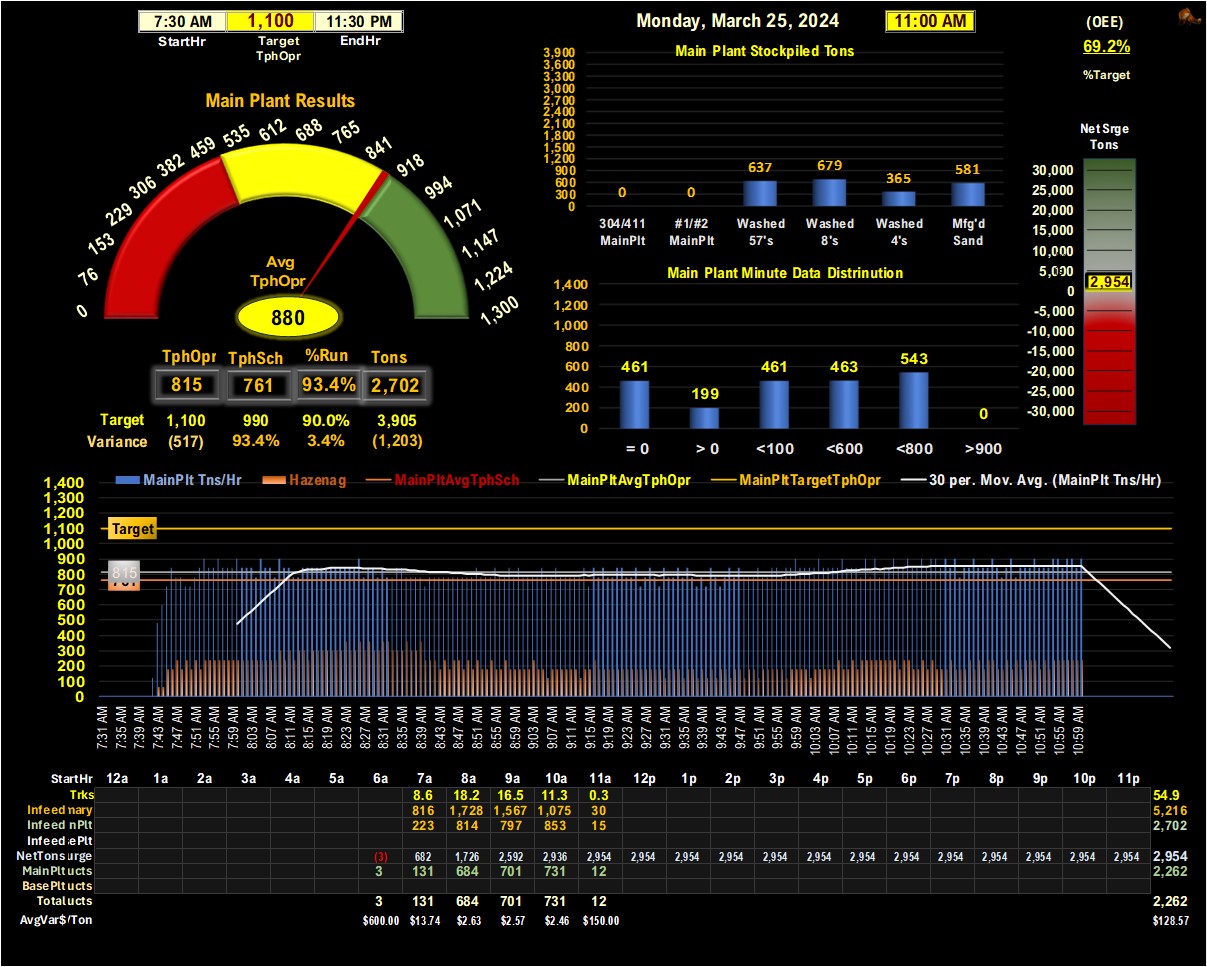 7:30 AM 1,100 11:30 PM
StartHr Target TphOpr EndHr
Monday, March 25, 2024 11:00 AM
(OEE)
69.2%
%Target
Main Plant Results
0 76 153 229 306 382 459 535 612 688 765 841 918 994 1,071 1,147 1,224 1,300
Avg
TphOpr
880
TphOpr TphSch %Run Tons
815 761 93.4% 2,702
Target 1,100 990 90.0% 3,905
Variance (517) 93.4% 3.4% (1,203)
Main Plant Stockpiled Tons
3,900
3,600
3,300
3,000
2,700
2,400
2,100
1,800
1,500
1,200
900
600
300
0
0 0 637 679 365 581
304/411 #1/#2 Washed Washed Washed Mfg'd
MainPlt MainPlt 57's 8's 4's Sand
Main Plant Minute Data Distrinution
1,400
1,200
1,000
800
600
400
200
0
461 199 461 463 543 0
= 0 > 0 <100 <600 <800 >900
Net Srge
Tons
30,000
25,000
20,000
15,000
10,000
5,000
2,954
0
-5,000
-10,000
-15,000
-20,000
-25,000
-30,000
MainPlt Tns/Hr Hazenag MainPltAvgTphSch MainPltAvgTphOpr MainPltTargetTphOpr 30 per. Mov. Avg. (MainPlt Tns/Hr)
1,400
1,300
1,100
1,000
900
800
700
600
500
400
300
200
100
0
Target
815
7:31 AM 7:35 AM 7:39 AM 7:43 AM 7:47 AM 7:51 AM 7:55 AM 7:59 AM 8:03 AM 8:07 AM 8:11 AM 8:15 AM 8:19 AM 8:23 AM 8:27 AM 8:31 AM 8:35 AM 8:39 AM 8:43 AM 8:47 AM 8:51 AM 8:55 AM 8:59 AM 9:03 AM 9:07 AM 9:11 AM 9:15 AM 9:19 AM 9:23 AM 9:27 AM 9:31 AM 9:35 AM 9:39 AM 9:43 AM 9:47 AM 9:51 AM 9:55 AM 9:59 AM 10:03 AM 10:07 AM 10:11 AM 10:15 AM 10:19 AM 10:23 AM 10:27 AM 10:31 AM 10:35 AM 10:39 AM 10:43 AM 10:47 AM 10:51 AM 10:55 AM 10:59 AM
StartHr 12a 1a 2a 3a 4a 5a 6a 7a 8a 9a 10a 11a 12p 1p 2p 3p 4p 5p 6p 7p 8p 9p 10p 11p
Trks 8.6 18.2 16.5 11.3 0.3 54.9
Infeed nary 816 1,728 1,567 1,075 30 5,216
Infeed nPlt 223 814 797 853 15 2,702
Infeed ePlt
NetTons urge (3) 682 1,726 2,592 2,936 2,954 2,954 2,954 2,954 2,954 2,954 2,954 2,954 2,954 2,954 2,954 2,954 2,954 2,954
MainPlt ucts 3 131 684 701 731 12 2,262
BasePlt ucts
Total ucts 3 131 684 701 731 12 2,262
AvgVar$/Ton $600.00 $13.74 $2.63 $2.57 $2.46 $150.00 $128.57